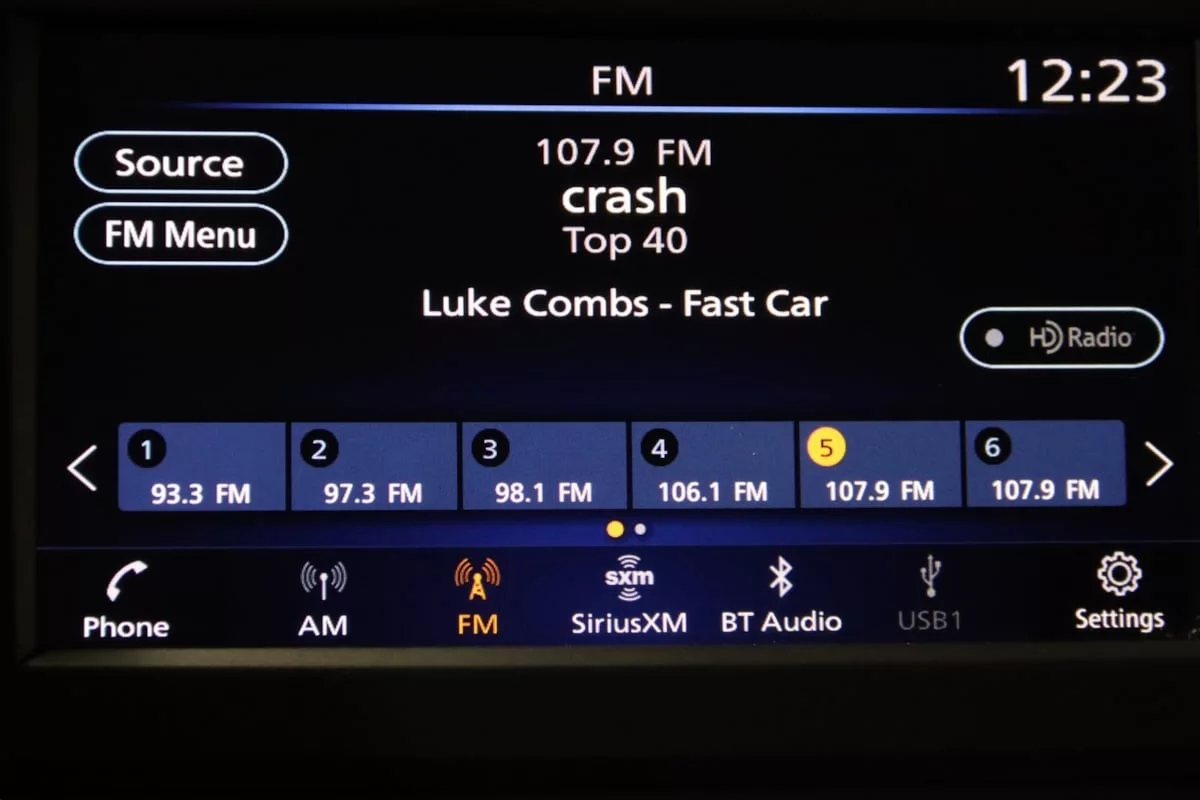 FM
12:23
Source
FM Menu
107.9 FM
crash
Top 40
Luke Combs - Fast Car
HD Radio
1
93.3 FM
2
97.3 FM
3
98.1 FM
4
106.1 FM
5
107.9 FM
6
107.9 FM
Phone
AM
FM
sxm
SiriusXM
BT Audio
USB1
Settings